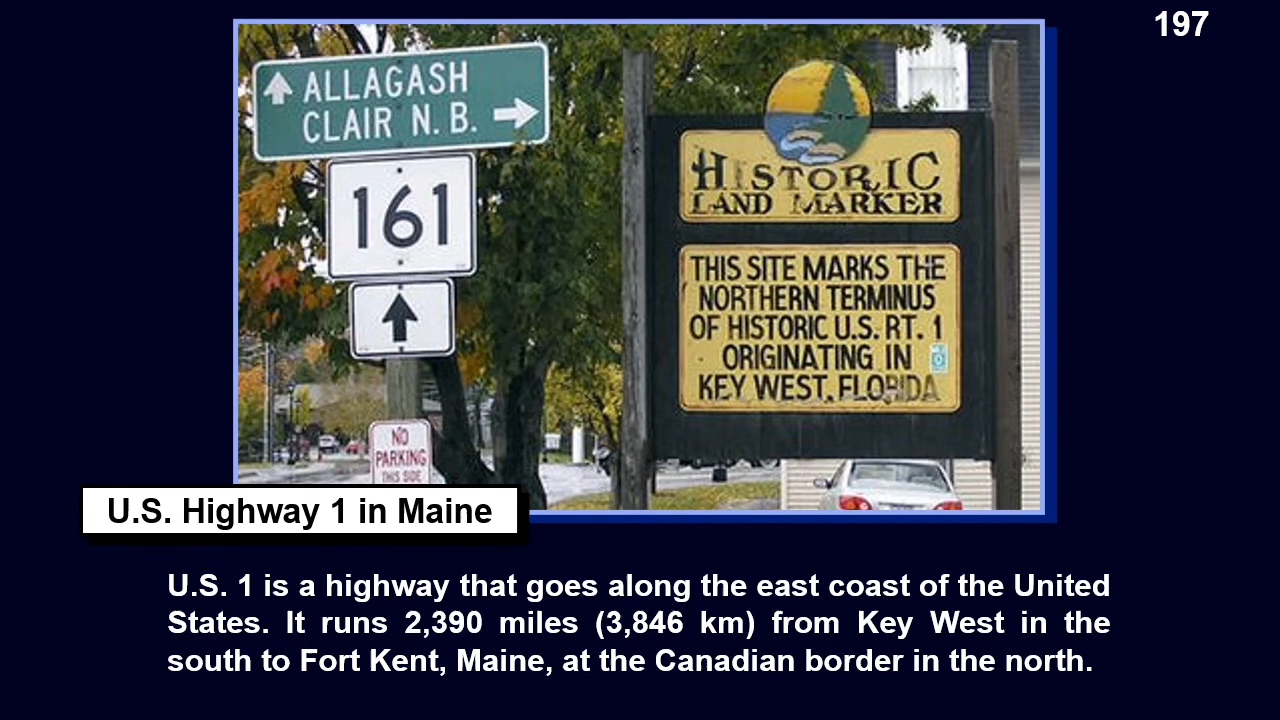 197
ALLAGASH
CLAIR N. B.
161
NO
PARKING
THIS SIDE
HISTORIC
LAND MARKER
THIS SITE MARKS THE
NORTHERN TERMINUS
OF HISTORIC U.S. RT. 1
ORIGINATING IN
KEY WEST, FLORIDA
U.S. Highway 1 in Maine
U.S. 1 is a highway that goes along the east coast of the United
States. It runs 2,390 miles (3,846 km) from Key West in the
south to Fort Kent, Maine, at the Canadian border in the north.